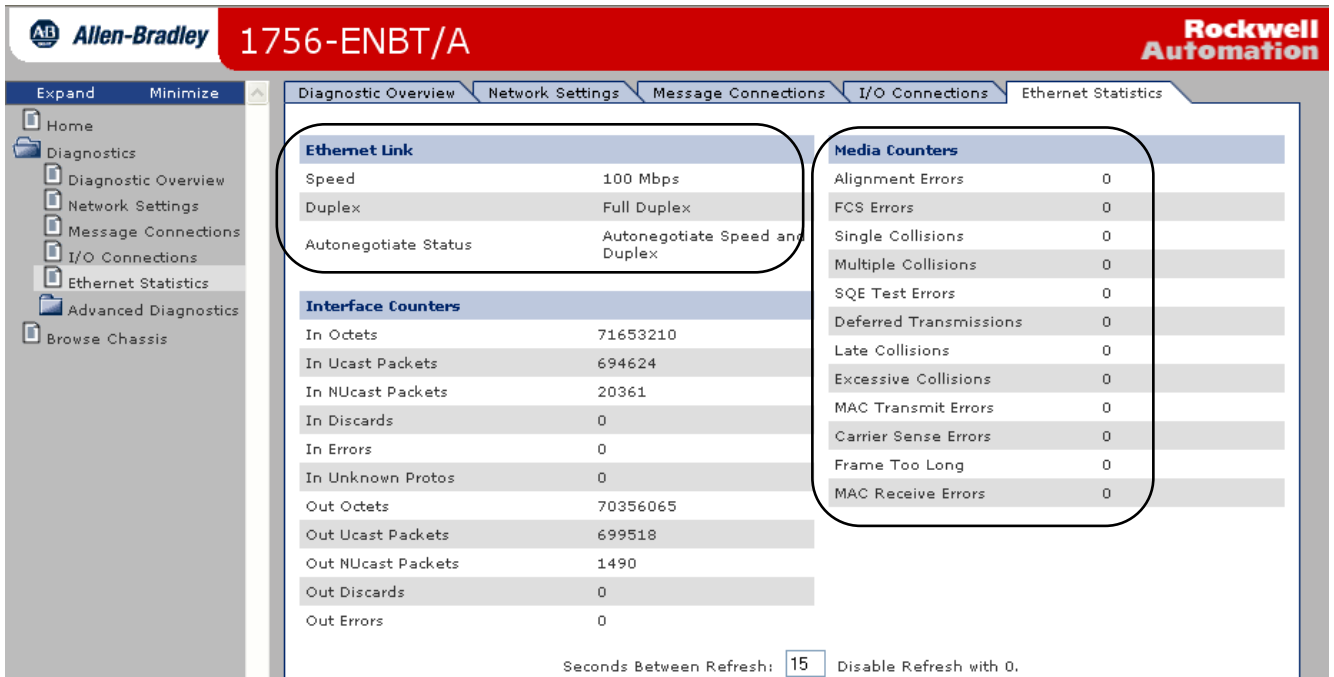 AB Allen-Bradley
1756-ENBT/A
Rockwell
Automation
Expand Minimize
Home
Diagnostics
Diagnostic Overview
Network Settings
Message Connections
I/O Connections
Ethernet Statistics
Advanced Diagnostics
Browse Chassis
Diagnostic Overview Network Settings Message Connections I/O Connections Ethernet Statistics
Ethernet Link
Speed 100 Mbps
Duplex Full Duplex
Autonegotiate Status Autonegotiate Speed and
Duplex
Interface Counters
In Octets 71653210
In Ucast Packets 694624
In NUcast Packets 20361
In Discards 0
In Errors 0
In Unknown Protos 0
Out Octets 70356065
Out Ucast Packets 699518
Out NUcast Packets 1490
Out Discards 0
Out Errors 0
Media Counters
Alignment Errors 0
FCS Errors 0
Single Collisions 0
Multiple Collisions 0
SQE Test Errors 0
Deferred Transmissions 0
Late Collisions 0
Excessive Collisions 0
MAC Transmit Errors 0
Carrier Sense Errors 0
Frame Too Long 0
MAC Receive Errors 0
Seconds Between Refresh: 15 Disable Refresh with 0.